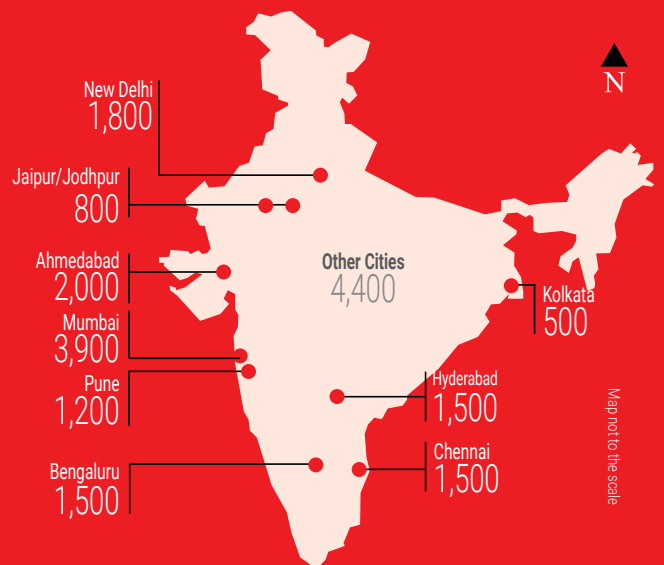 N
New Delhi
1,800
Jaipur/Jodhpur
800
Ahmedabad
2,000
Mumbai
3,900
Pune
1,200
Bengaluru
1,500
Other Cities
4,400
Kolkata
500
Hyderabad
1,500
Chennai
1,500
Map not to the scale